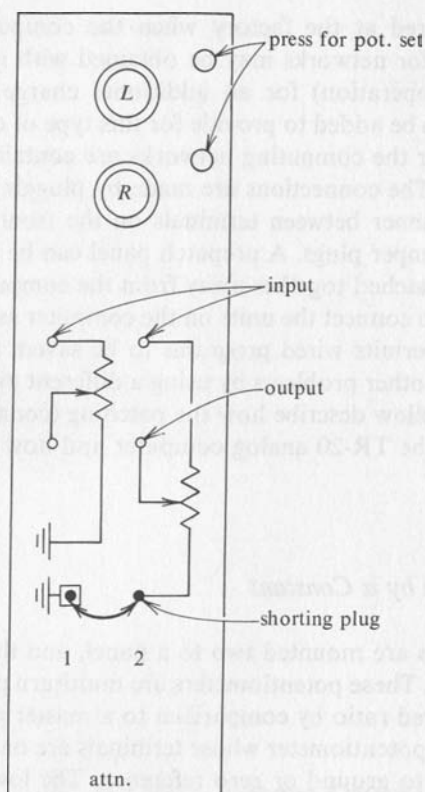 press for pot. set
L
R
input
output
shorting plug
1 2
attn.